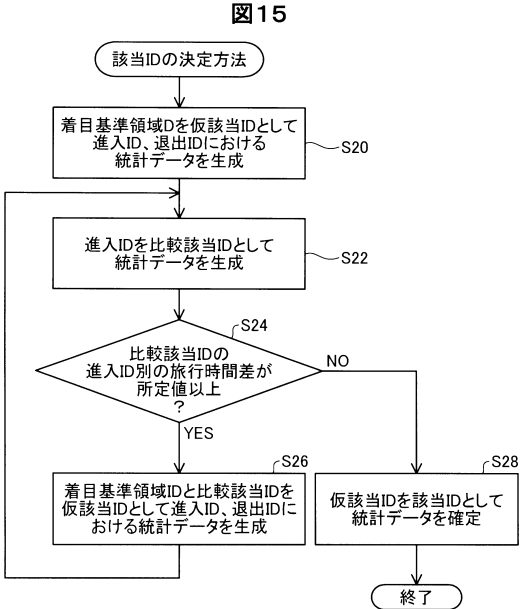 図15
該当IDの決定方法
着目基準領域Dを仮該当IDとして
進入ID、退出IDにおける
統計データを生成
S20
進入IDを比較該当IDとして
統計データを生成
S22
S24
比較該当IDの
進入ID別の旅行時間差が
所定値以上
?
NO
YES
S26
着目基準領域IDと比較該当IDを
仮該当IDとして進入ID、退出IDに
おける統計データを生成
S28
仮該当IDを該当IDとして
統計データを確定
終了